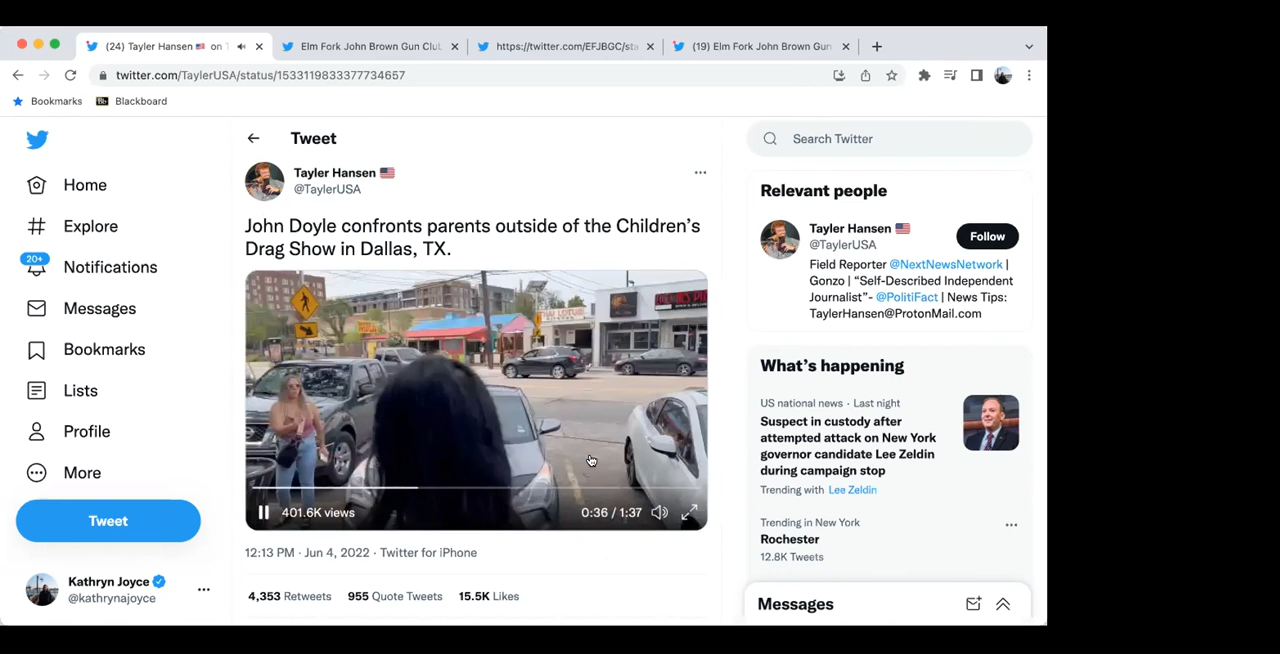 (24) Tayler Hansen 🇺🇸 on T
Elm Fork John Brown Gun Clu
https://twitter.com/EFJBGC/sta
(19) Elm Fork John Brown Gun
twitter.com/TaylerUSA/status/1533119833377734657
Bookmarks
Blackboard
Home
Explore
20+
Notifications
Messages
Bookmarks
Lists
Profile
More
Tweet
Kathryn Joyce
@kathrynajoyce
Tweet
Tayler Hansen 🇺🇸
@TaylerUSA
John Doyle confronts parents outside of the Children's
Drag Show in Dallas, TX.
THAI LOTUS
401.6K views
0:36 / 1:37
12:13 PM · Jun 4, 2022 · Twitter for iPhone
4,353 Retweets 955 Quote Tweets 15.5K Likes
Search Twitter
Relevant people
Tayler Hansen 🇺🇸
@TaylerUSA
Follow
Field Reporter @NextNewsNetwork |
Gonzo | “Self-Described Independent
Journalist”- @PolitiFact | News Tips:
TaylerHansen@ProtonMail.com
What's happening
US national news · Last night
Suspect in custody after
attempted attack on New York
governor candidate Lee Zeldin
during campaign stop
Trending with Lee Zeldin
Trending in New York
Rochester
12.8K Tweets
Messages